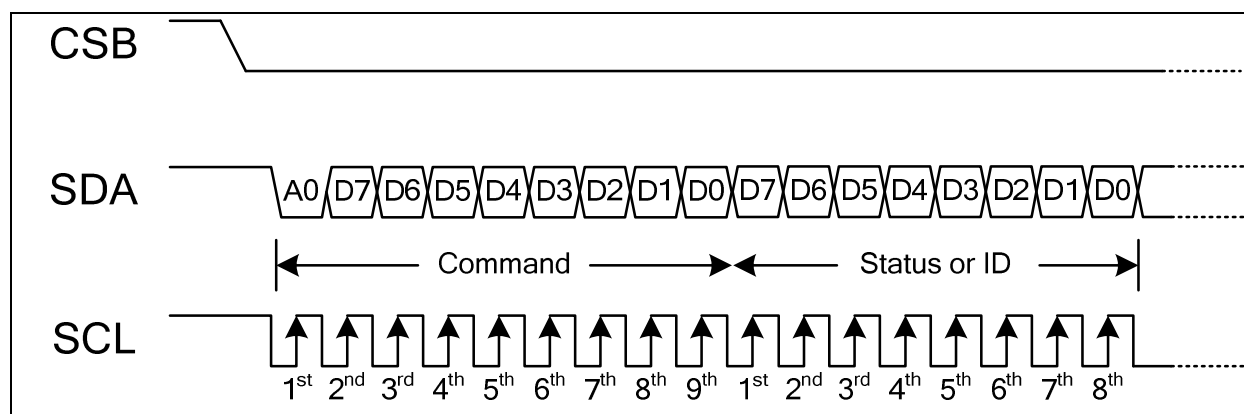 CSB
SDA
A0 D7 D6 D5 D4 D3 D2 D1 D0 D7 D6 D5 D4 D3 D2 D1 D0
Command Status or ID
SCL
1st 2nd 3rd 4th 5th 6th 7th 8th 9th 1st 2nd 3rd 4th 5th 6th 7th 8th